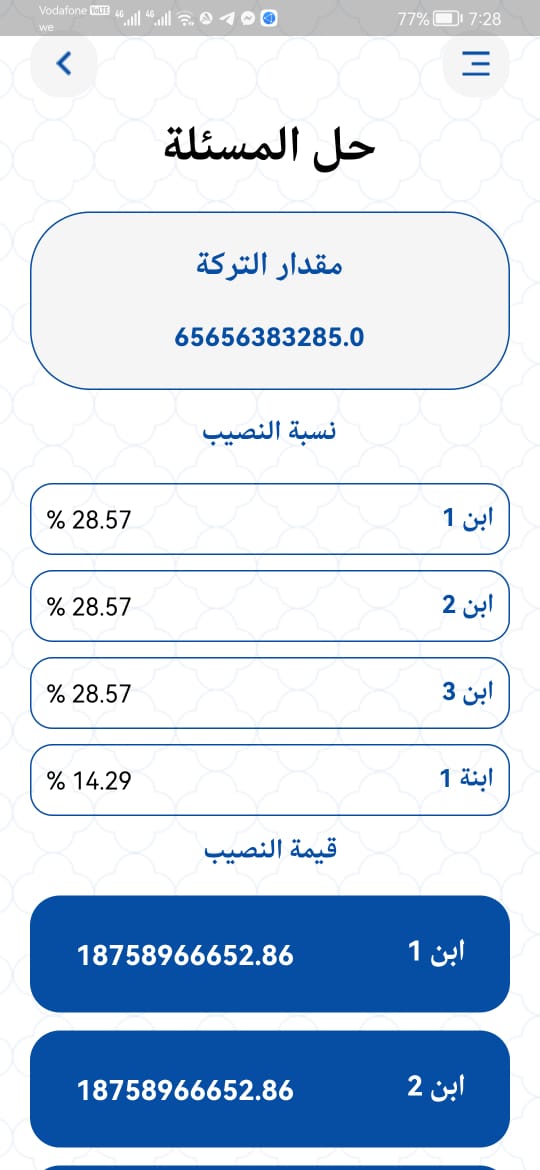 Vodafone VoLTE 4G 4G 77% 7:28
we
حل المسئلة
مقدار التركة
65656383285.0
نسبة النصيب
ابن 1 28.57 %
ابن 2 28.57 %
ابن 3 28.57 %
ابنة 1 14.29 %
قيمة النصيب
ابن 1 18758966652.86
ابن 2 18758966652.86